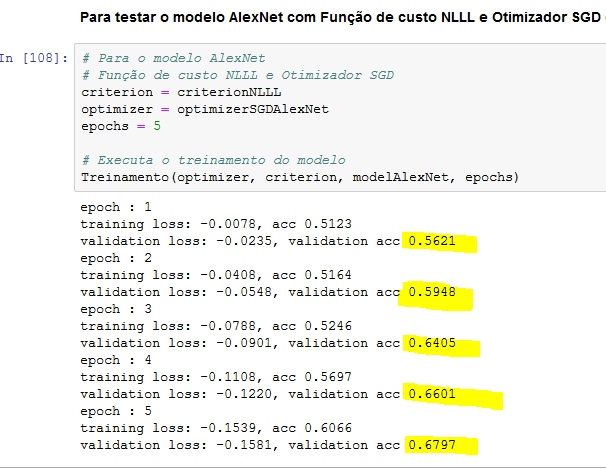 Para testar o modelo AlexNet com Função de custo NLLL e Otimizador SGD
In [108]:
# Para o modelo AlexNet
# Função de custo NLLL e Otimizador SGD
criterion = criterionNLLL
optimizer = optimizerSGDAlexNet
epochs = 5
# Executa o treinamento do modelo
Treinamento(optimizer, criterion, modelAlexNet, epochs)
epoch : 1
training loss: -0.0078, acc 0.5123
validation loss: -0.0235, validation acc 0.5621
epoch : 2
training loss: -0.0408, acc 0.5164
validation loss: -0.0548, validation acc 0.5948
epoch : 3
training loss: -0.0788, acc 0.5246
validation loss: -0.0901, validation acc 0.6405
epoch : 4
training loss: -0.1108, acc 0.5697
validation loss: -0.1220, validation acc 0.6601
epoch : 5
training loss: -0.1539, acc 0.6066
validation loss: -0.1581, validation acc 0.6797